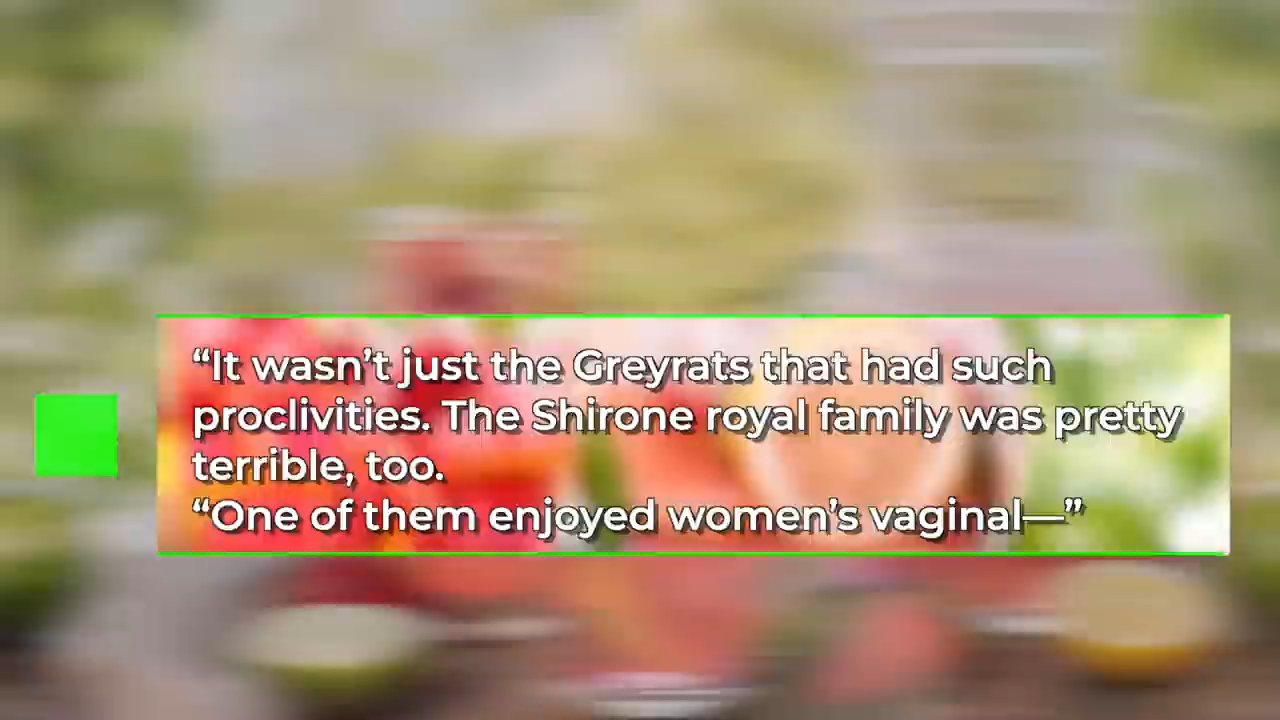 “It wasn’t just the Greyrats that had such
proclivities. The Shirone royal family was pretty
terrible, too.
“One of them enjoyed women’s vaginal—”